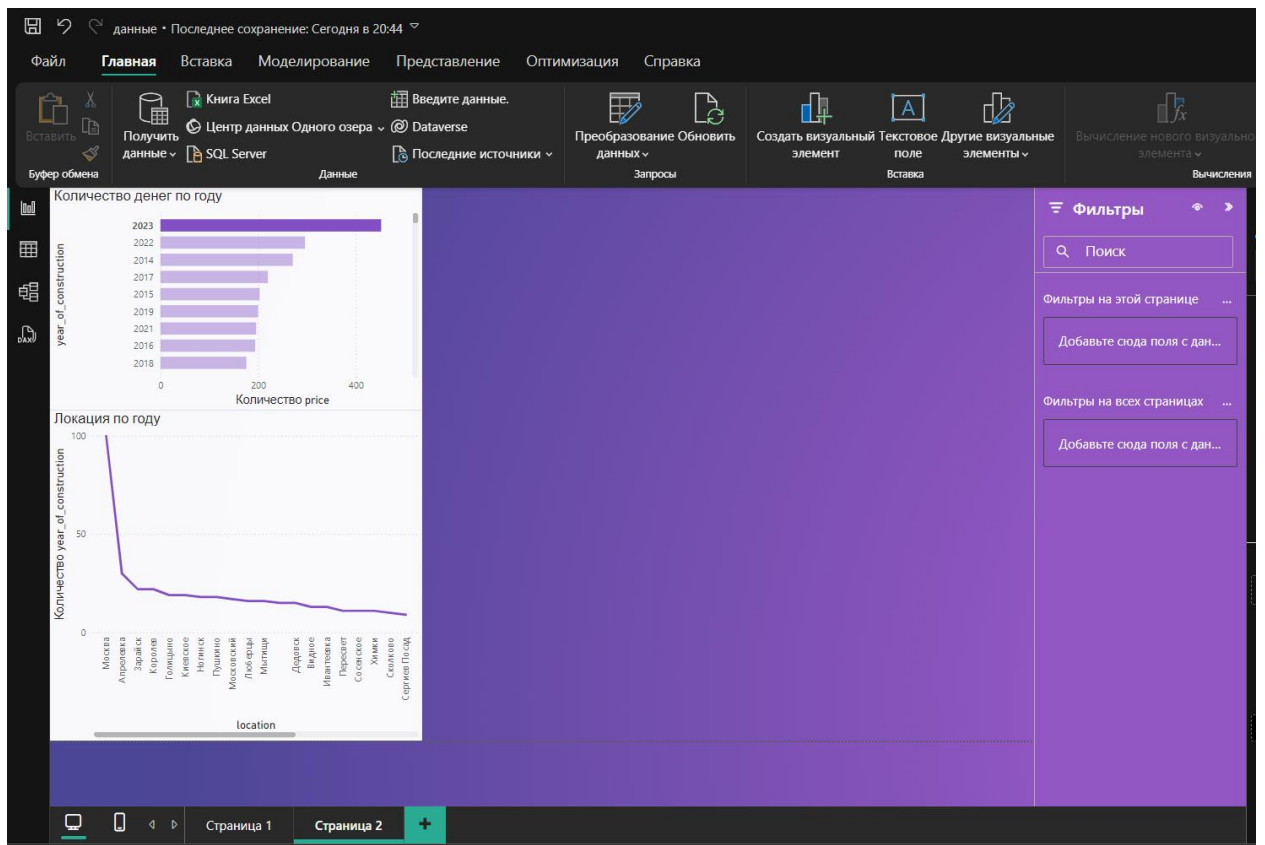 данные • Последнее сохранение: Сегодня в 20:44
Файл Главная Вставка Моделирование Представление Оптимизация Справка
Вставить
Буфер обмена
Получить данные
Книга Excel
Центр данных Одного озера
SQL Server
Введите данные.
Dataverse
Последние источники
Данные
Преобразование данных
Обновить
Запросы
Создать визуальный элемент
Текстовое поле
Другие визуальные элементы
Вставка
Вычисление нового визуально
элемента
Вычисления
DAX
Количество денег по году
year_of_construction
2023
2022
2014
2017
2015
2019
2021
2016
2018
0 200 400
Количество price
Локация по году
Количество year_of_construction
100
50
0
Москва
Апрелевка
Зарайск
Королев
Голицыно
Киевское
Ногинск
Пушкино
Московский
Люберцы
Мытищи
Дедовск
Видное
Ивантеевка
Пересвет
Сосенское
Химки
Сколково
Сергиев Посад
location
Фильтры
Поиск
Фильтры на этой странице ...
Добавьте сюда поля с дан...
Фильтры на всех страницах ...
Добавьте сюда поля с дан...
Страница 1 Страница 2 +